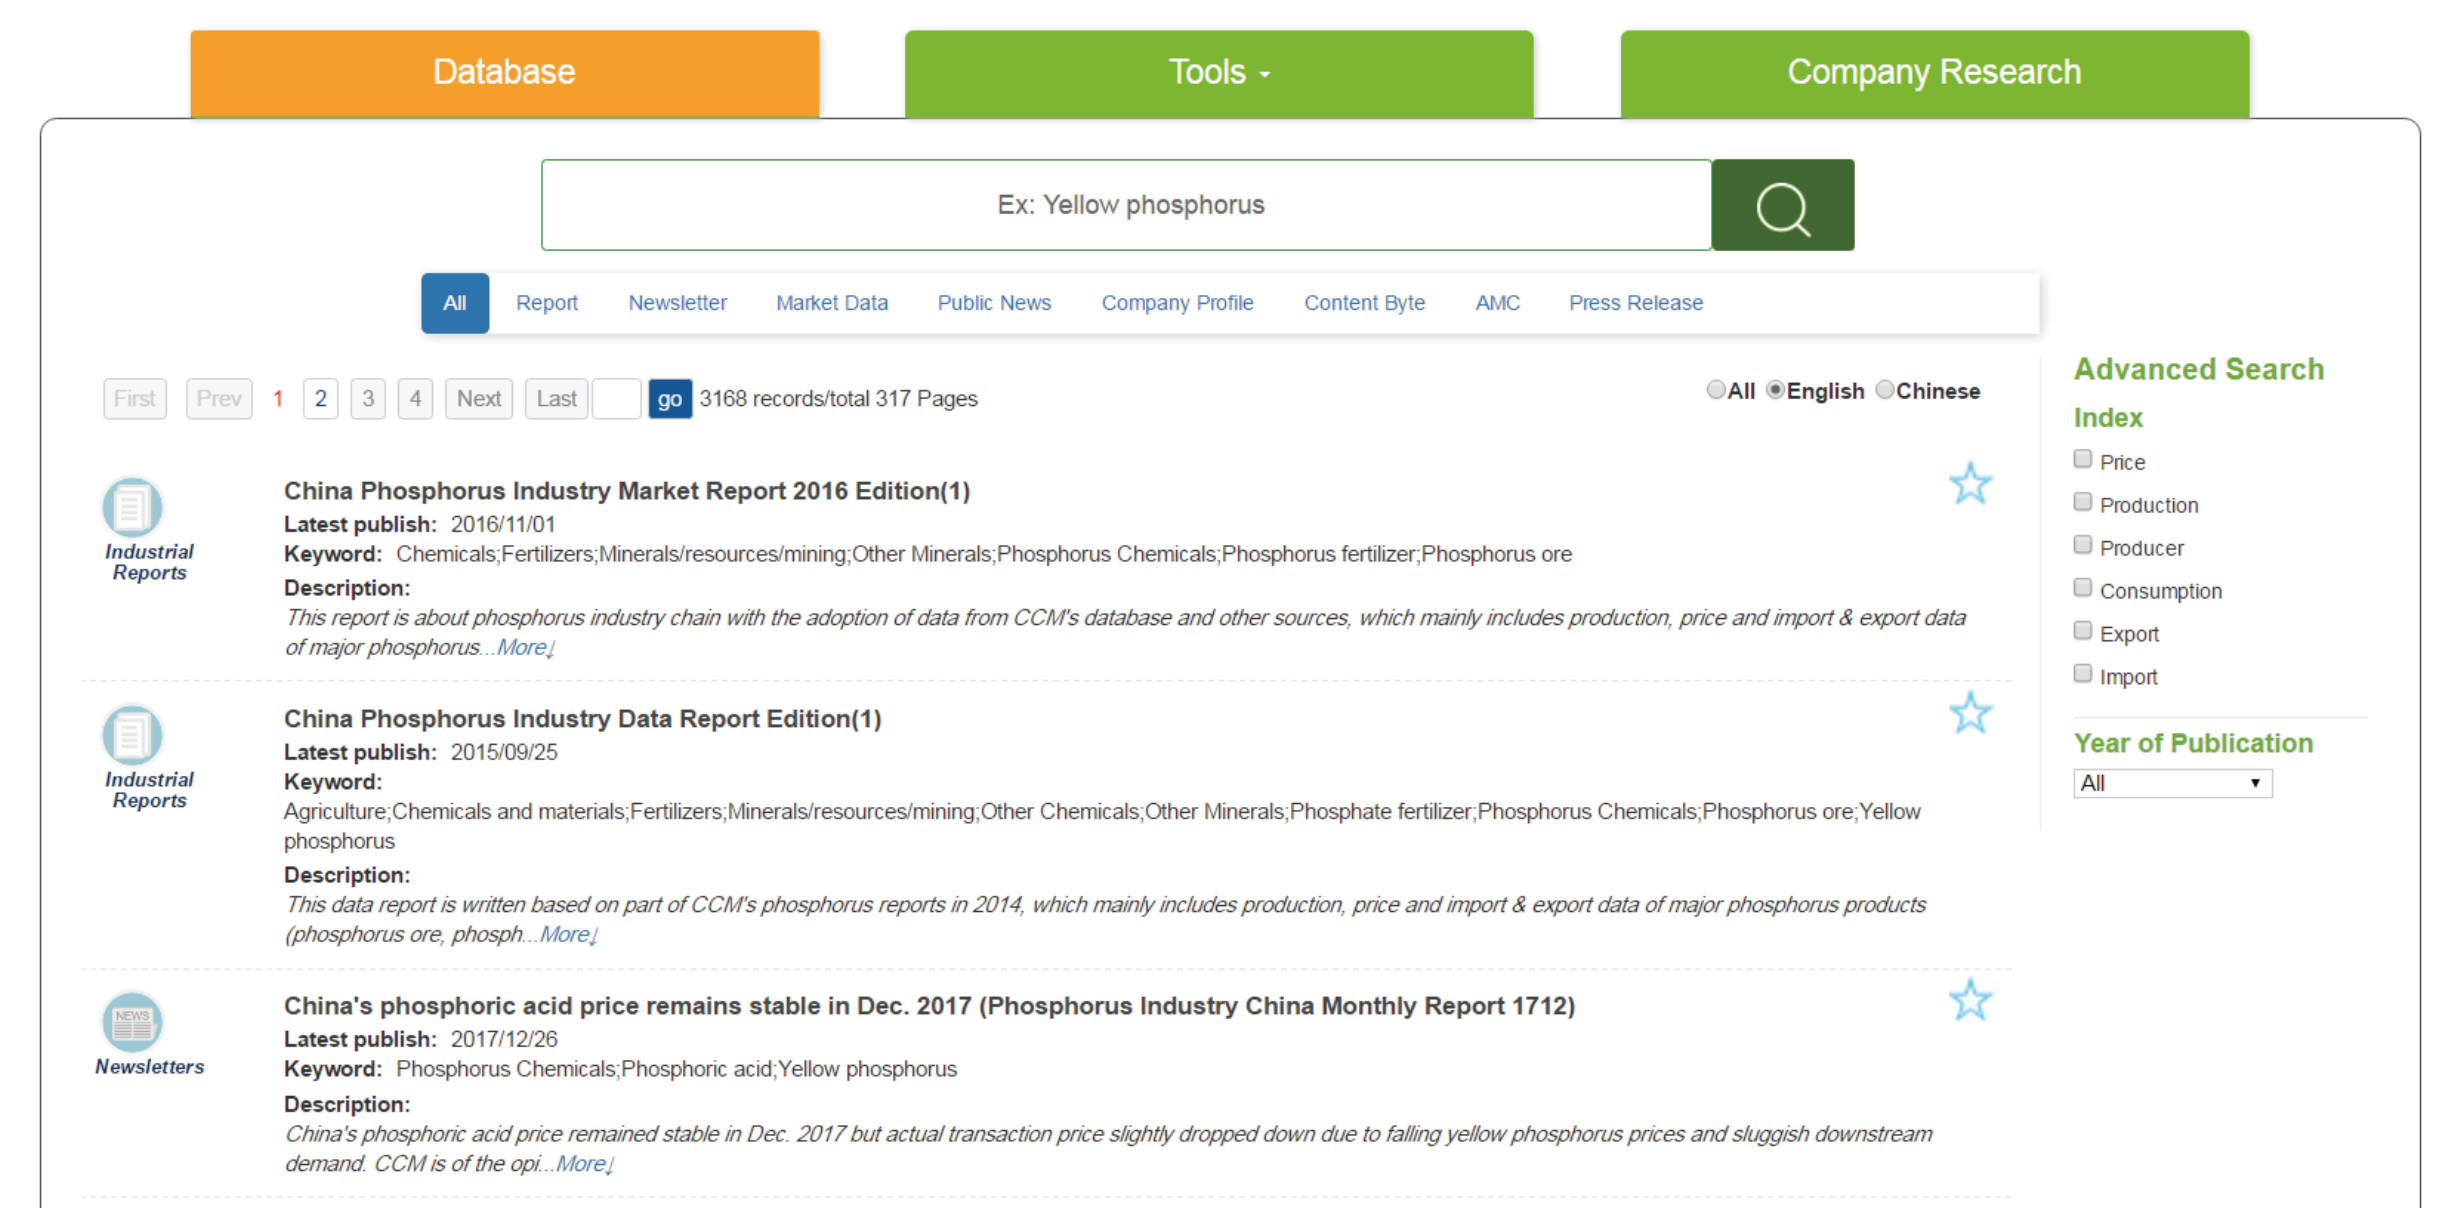 Database
Tools
Company Research
Ex: Yellow phosphorus
All Report Newsletter Market Data Public News Company Profile Content Byte AMC Press Release
First Prev 1 2 3 4 Next Last go 3168 records/total 317 Pages
All English Chinese
Advanced Search
Index
Price
Production
Producer
Consumption
Export
Import
Year of Publication
All
Industrial
Reports
China Phosphorus Industry Market Report 2016 Edition(1)
Latest publish: 2016/11/01
Keyword: Chemicals;Fertilizers;Minerals/resources/mining;Other Minerals;Phosphorus Chemicals;Phosphorus fertilizer;Phosphorus ore
Description:
This report is about phosphorus industry chain with the adoption of data from CCM's database and other sources, which mainly includes production, price and import & export data
of major phosphorus...More↓
Industrial
Reports
China Phosphorus Industry Data Report Edition(1)
Latest publish: 2015/09/25
Keyword:
Agriculture;Chemicals and materials;Fertilizers;Minerals/resources/mining;Other Chemicals;Other Minerals;Phosphate fertilizer;Phosphorus Chemicals;Phosphorus ore;Yellow
phosphorus
Description:
This data report is written based on part of CCM's phosphorus reports in 2014, which mainly includes production, price and import & export data of major phosphorus products
(phosphorus ore, phosph...More↓
NEWS
Newsletters
China's phosphoric acid price remains stable in Dec. 2017 (Phosphorus Industry China Monthly Report 1712)
Latest publish: 2017/12/26
Keyword: Phosphorus Chemicals;Phosphoric acid;Yellow phosphorus
Description:
China's phosphoric acid price remained stable in Dec. 2017 but actual transaction price slightly dropped down due to falling yellow phosphorus prices and sluggish downstream
demand. CCM is of the opi...More↓